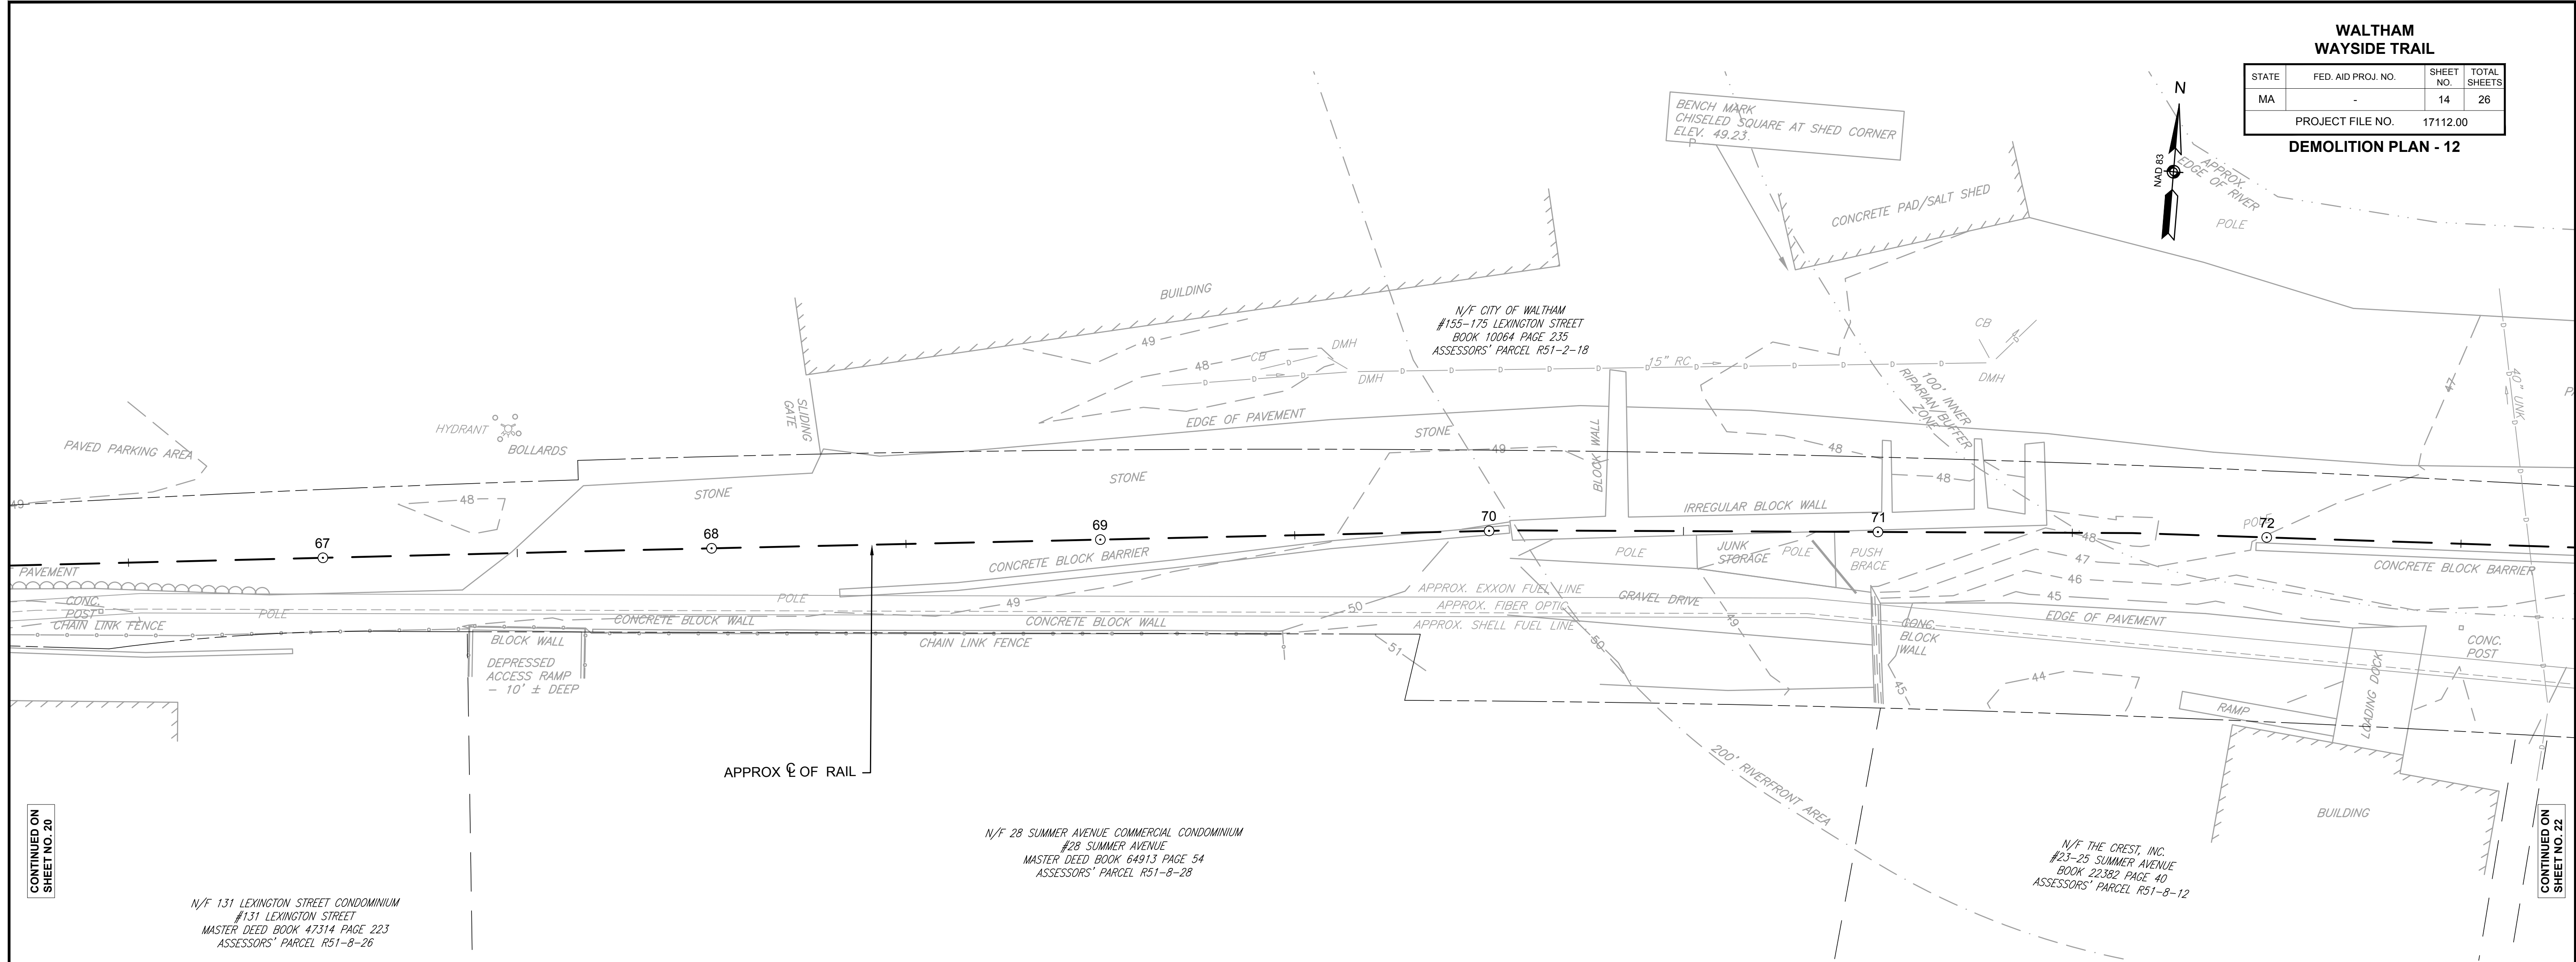 WALTHAM
WAYSIDE TRAIL
STATE FED. AID PROJ. NO. SHEET NO. TOTAL SHEETS
MA - 14 26
PROJECT FILE NO. 17112.00
DEMOLITION PLAN - 12
N
NAD 83
APPROX.
EDGE OF RIVER
POLE
BENCH MARK
CHISELED SQUARE AT SHED CORNER
ELEV. 49.23.
P
CONCRETE PAD/SALT SHED
BUILDING
N/F CITY OF WALTHAM
#155-175 LEXINGTON STREET
BOOK 10064 PAGE 235
ASSESSORS' PARCEL R51-2-18
49
48
CB
DMH
DMH
15" RC
CB
DMH
100' INNER
RIPARIAN/BUFFER
ZONE
47
40" UNK
SLIDING
GATE
EDGE OF PAVEMENT
STONE
HYDRANT
BOLLARDS
PAVED PARKING AREA
49
48
STONE
STONE
49
BLOCK WALL
48
48
IRREGULAR BLOCK WALL
67
68
69
70
71
72
POLE
PAVEMENT
CONCRETE BLOCK BARRIER
POLE
JUNK
STORAGE
POLE
PUSH
BRACE
48
47
46
45
CONCRETE BLOCK BARRIER
CONC.
POST
POLE
CHAIN LINK FENCE
POLE
49
50
APPROX. EXXON FUEL LINE
APPROX. FIBER OPTIC
APPROX. SHELL FUEL LINE
GRAVEL DRIVE
49
50
51
CONCRETE BLOCK WALL
CONCRETE BLOCK WALL
BLOCK WALL
CHAIN LINK FENCE
DEPRESSED
ACCESS RAMP
- 10' ± DEEP
CONC.
BLOCK
WALL
45
EDGE OF PAVEMENT
44
CONC.
POST
RAMP
LOADING DOCK
BUILDING
APPROX ℄ OF RAIL
200' RIVERFRONT AREA
N/F 28 SUMMER AVENUE COMMERCIAL CONDOMINIUM
#28 SUMMER AVENUE
MASTER DEED BOOK 64913 PAGE 54
ASSESSORS' PARCEL R51-8-28
N/F THE CREST, INC.
#23-25 SUMMER AVENUE
BOOK 22382 PAGE 40
ASSESSORS' PARCEL R51-8-12
N/F 131 LEXINGTON STREET CONDOMINIUM
#131 LEXINGTON STREET
MASTER DEED BOOK 47314 PAGE 223
ASSESSORS' PARCEL R51-8-26
CONTINUED ON
SHEET NO. 20
CONTINUED ON
SHEET NO. 22